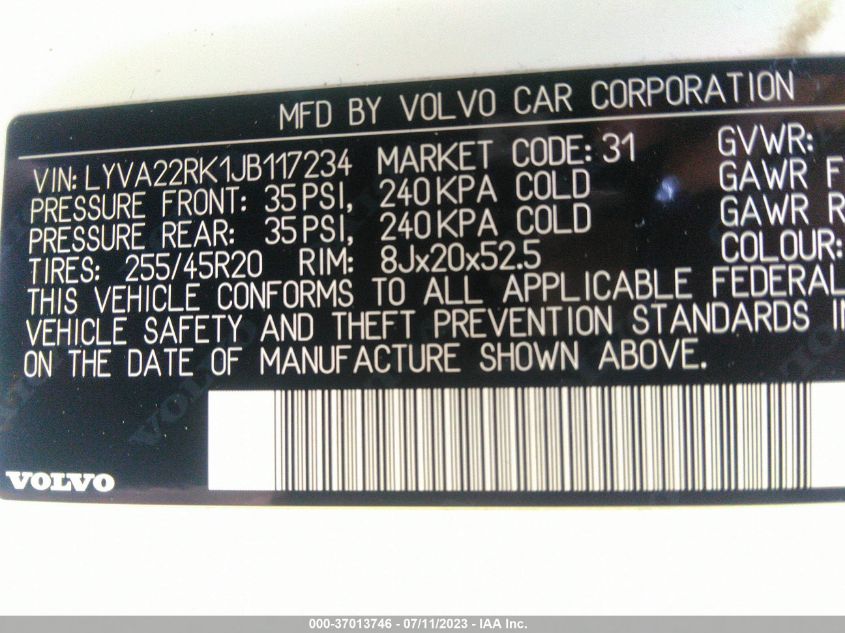 MFD BY VOLVO CAR CORPORATION
VIN: LYVA22RK1JB117234 MARKET CODE: 31 GVWR:
PRESSURE FRONT: 35 PSI, 240 KPA COLD GAWR F
PRESSURE REAR: 35 PSI, 240 KPA COLD GAWR R
TIRES: 255/45R20 RIM: 8Jx20x52.5 COLOUR:
THIS VEHICLE CONFORMS TO ALL APPLICABLE FEDERAL
VEHICLE SAFETY AND THEFT PREVENTION STANDARDS IN
ON THE DATE OF MANUFACTURE SHOWN ABOVE.
VOLVO
VOLVO
000-37013746 - 07/11/2023 - IAA Inc.